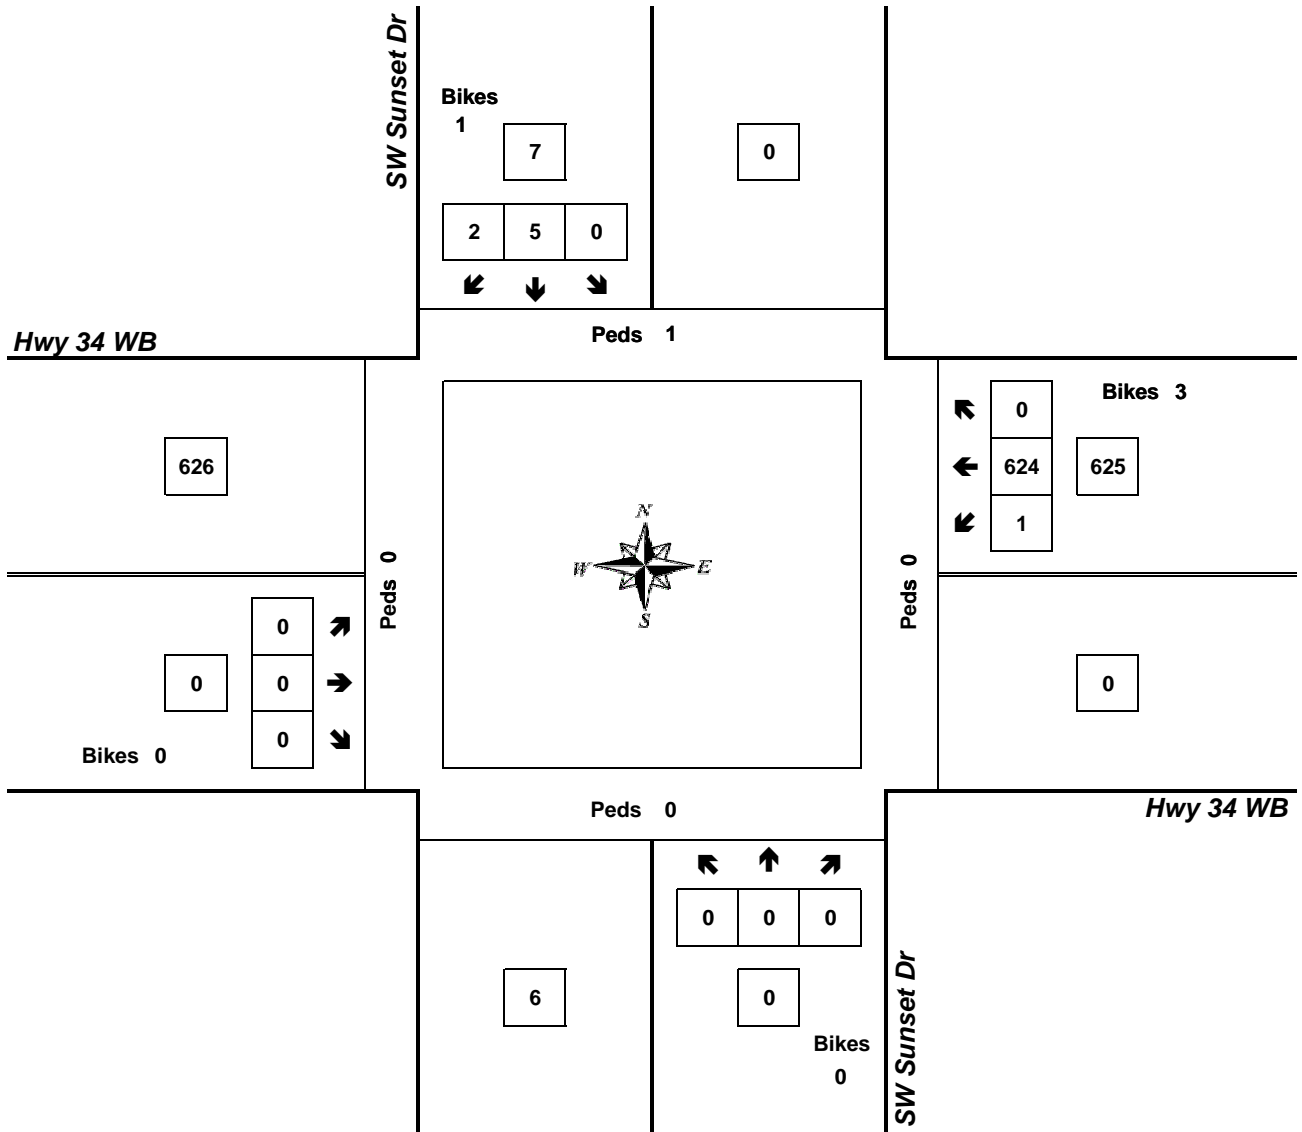 SW Sunset Dr
Bikes
1
7
0
2 5 0
Peds 1
Hwy 34 WB
0
Bikes 3
626
624
625
1
N
W E
S
Peds 0
Peds 0
0
0
0
0
0
Bikes 0
Peds 0
Hwy 34 WB
0 0 0
6
0
Bikes
0
SW Sunset Dr